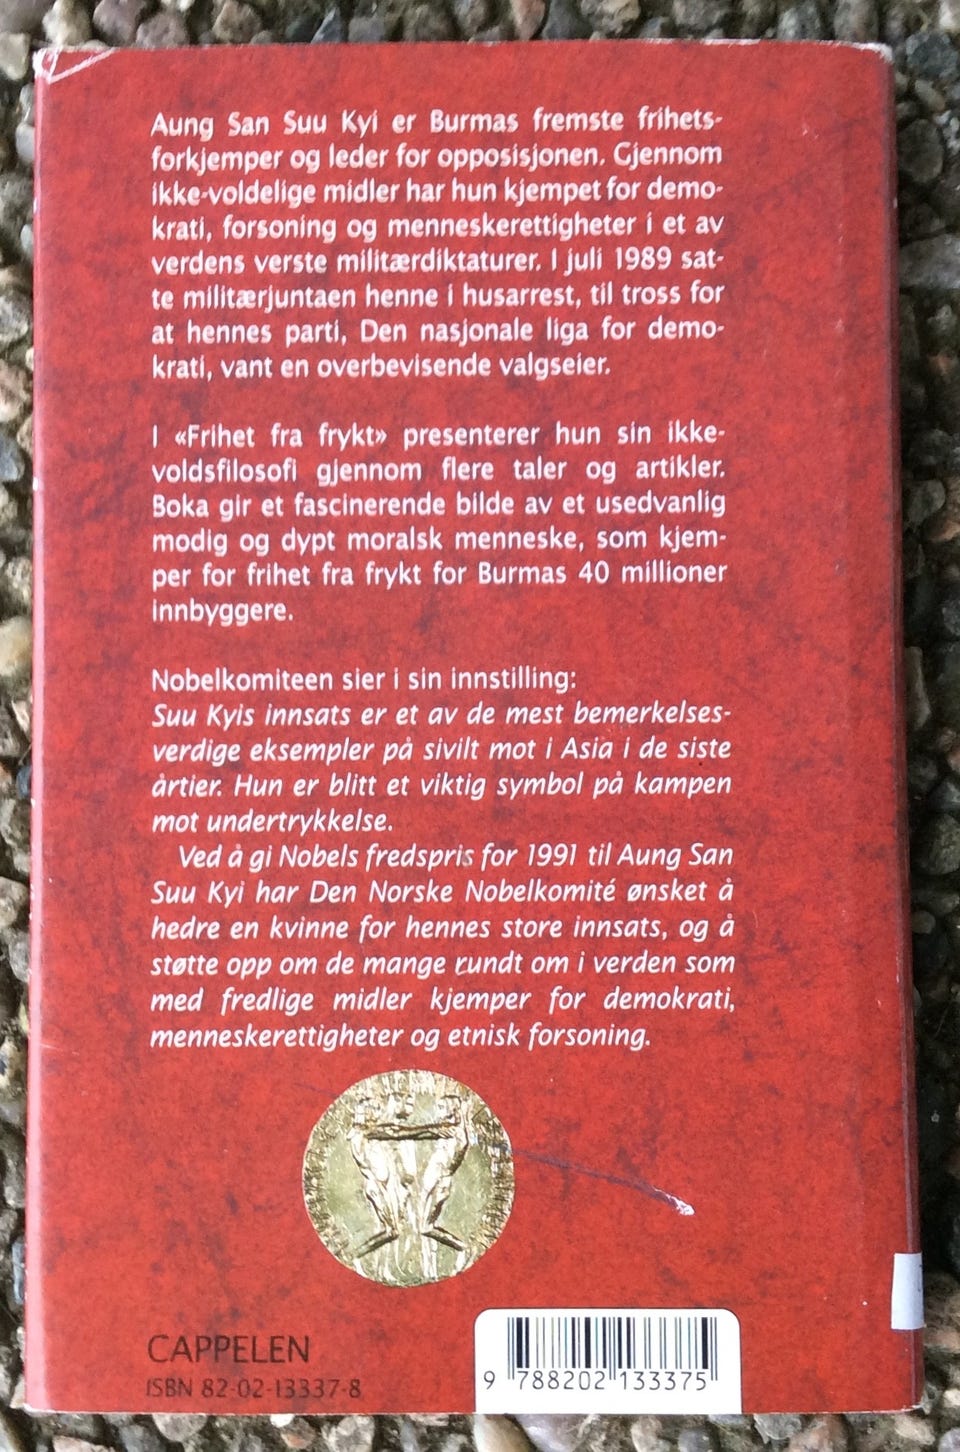 Aung San Suu Kyi er Burmas fremste frihets-
forkjemper og leder for opposisjonen. Gjennom
ikke-voldelige midler har hun kjempet for demo-
krati, forsoning og menneskerettigheter i et av
verdens verste militærdiktaturer. I juli 1989 sat-
te militærjuntaen henne i husarrest, til tross for
at hennes parti, Den nasjonale liga for demo-
krati, vant en overbevisende valgseier.
I «Frihet fra frykt» presenterer hun sin ikke-
voldsfilosofi gjennom flere taler og artikler.
Boka gir et fascinerende bilde av et usedvanlig
modig og dypt moralsk menneske, som kjem-
per for frihet fra frykt for Burmas 40 millioner
innbyggere.
Nobelkomiteen sier i sin innstilling:
Suu Kyis innsats er et av de mest bemerkelses-
verdige eksempler på sivilt mot i Asia i de siste
årtier. Hun er blitt et viktig symbol på kampen
mot undertrykkelse.
Ved å gi Nobels fredspris for 1991 til Aung San
Suu Kyi har Den Norske Nobelkomité ønsket å
hedre en kvinne for hennes store innsats, og å
støtte opp om de mange rundt om i verden som
med fredlige midler kjemper for demokrati,
menneskerettigheter og etnisk forsoning.
CAPPELEN
ISBN 82-02-13337-8
9 788202 133375